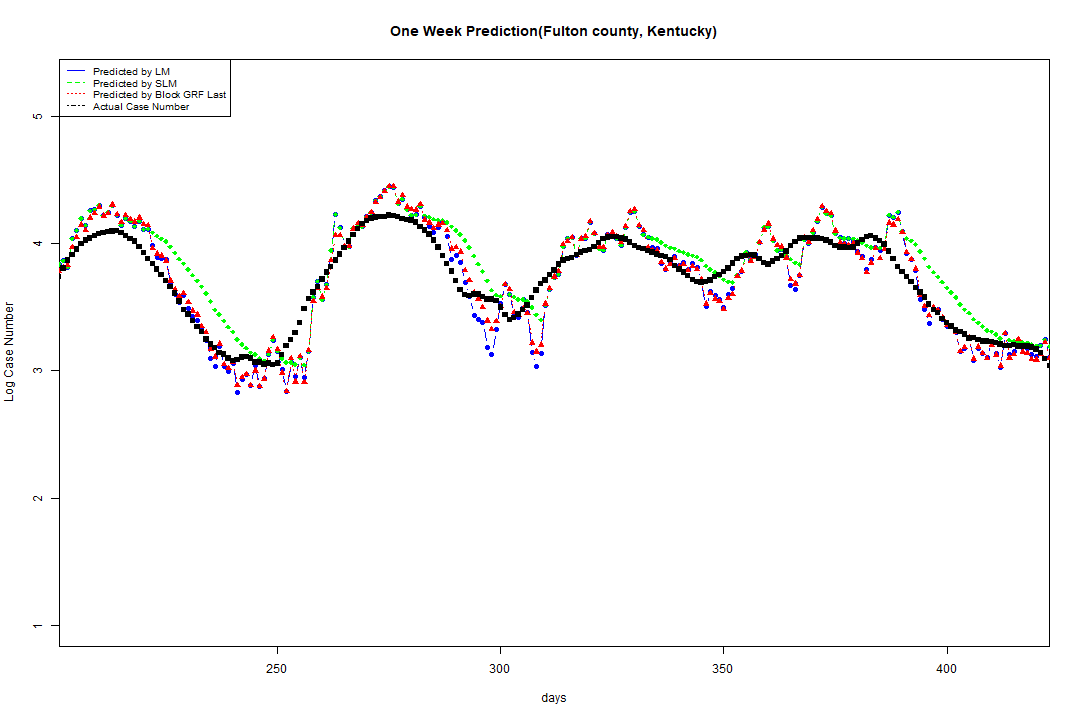 One Week Prediction(Fulton county, Kentucky)
Predicted by LM
Predicted by SLM
Predicted by Block GRF Last
Actual Case Number
5
4
3
2
1
Log Case Number
250 300 350 400
days